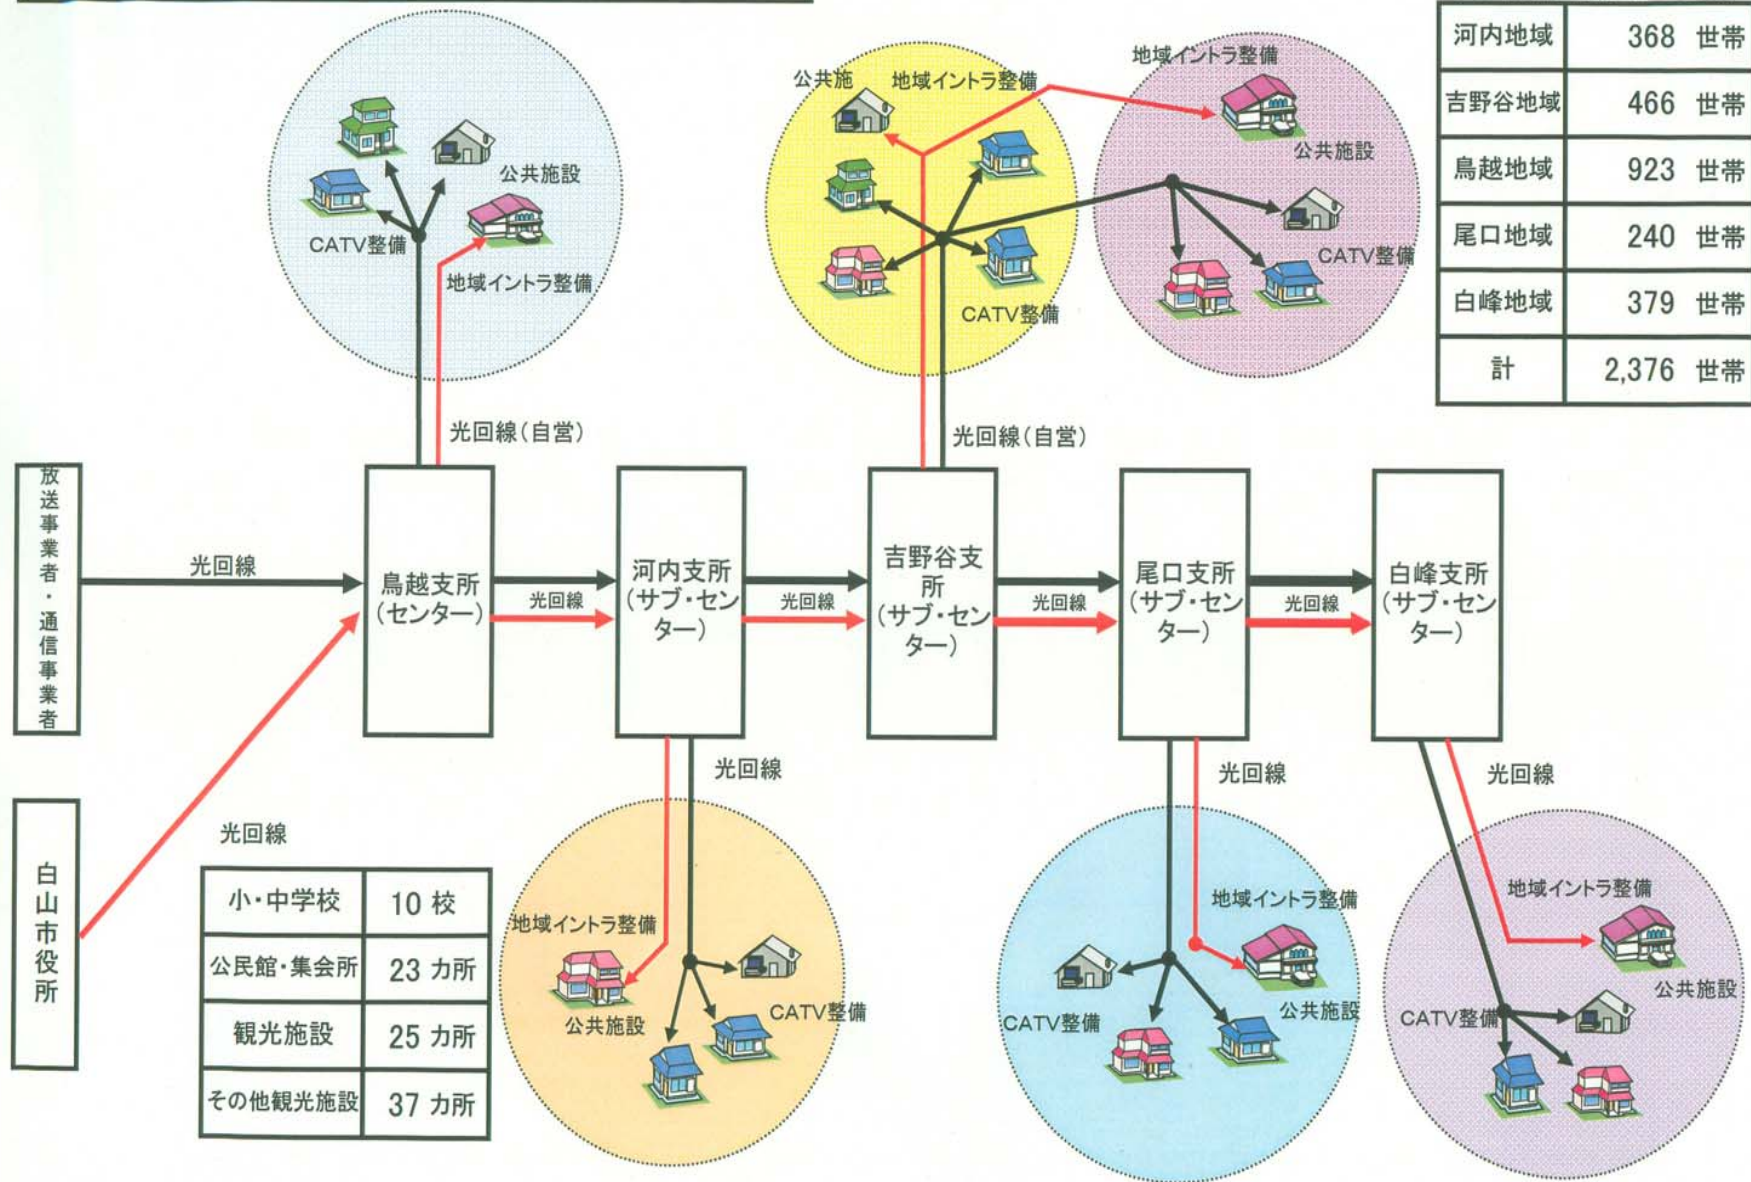 公共施
地域イントラ整備
地域イントラ整備
公共施設
公共施設
CATV整備
地域イントラ整備
CATV整備
CATV整備
河内地域 368 世帯
吉野谷地域 466 世帯
鳥越地域 923 世帯
尾口地域 240 世帯
白峰地域 379 世帯
計 2,376 世帯
光回線(自営)
光回線(自営)
放送事業者・通信事業者
光回線
鳥越支所
(センター)
光回線
河内支所
(サブ・セン
ター)
光回線
吉野谷支
所
(サブ・セン
ター)
光回線
尾口支所
(サブ・セン
ター)
光回線
白峰支所
(サブ・セン
ター)
光回線
光回線
光回線
白山市役所
光回線
小・中学校 10 校
公民館・集会所 23 カ所
観光施設 25 カ所
その他観光施設 37 カ所
地域イントラ整備
公共施設
CATV整備
地域イントラ整備
CATV整備
公共施設
地域イントラ整備
公共施設
CATV整備